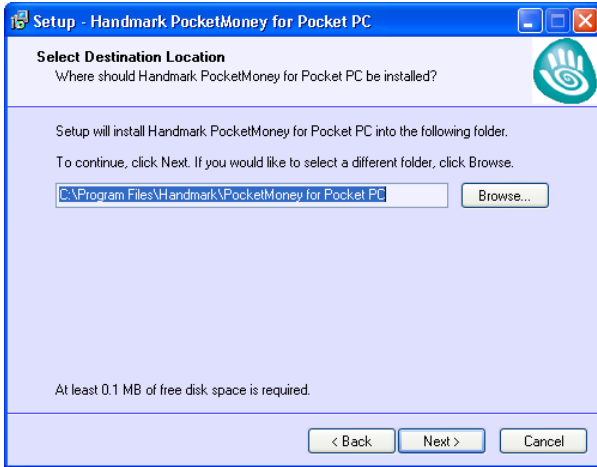 Setup - Handmark PocketMoney for Pocket PC
Select Destination Location
Where should Handmark PocketMoney for Pocket PC be installed?
Setup will install Handmark PocketMoney for Pocket PC into the following folder.
To continue, click Next. If you would like to select a different folder, click Browse.
C:\Program Files\Handmark\PocketMoney for Pocket PC
Browse...
At least 0.1 MB of free disk space is required.
< Back
Next >
Cancel